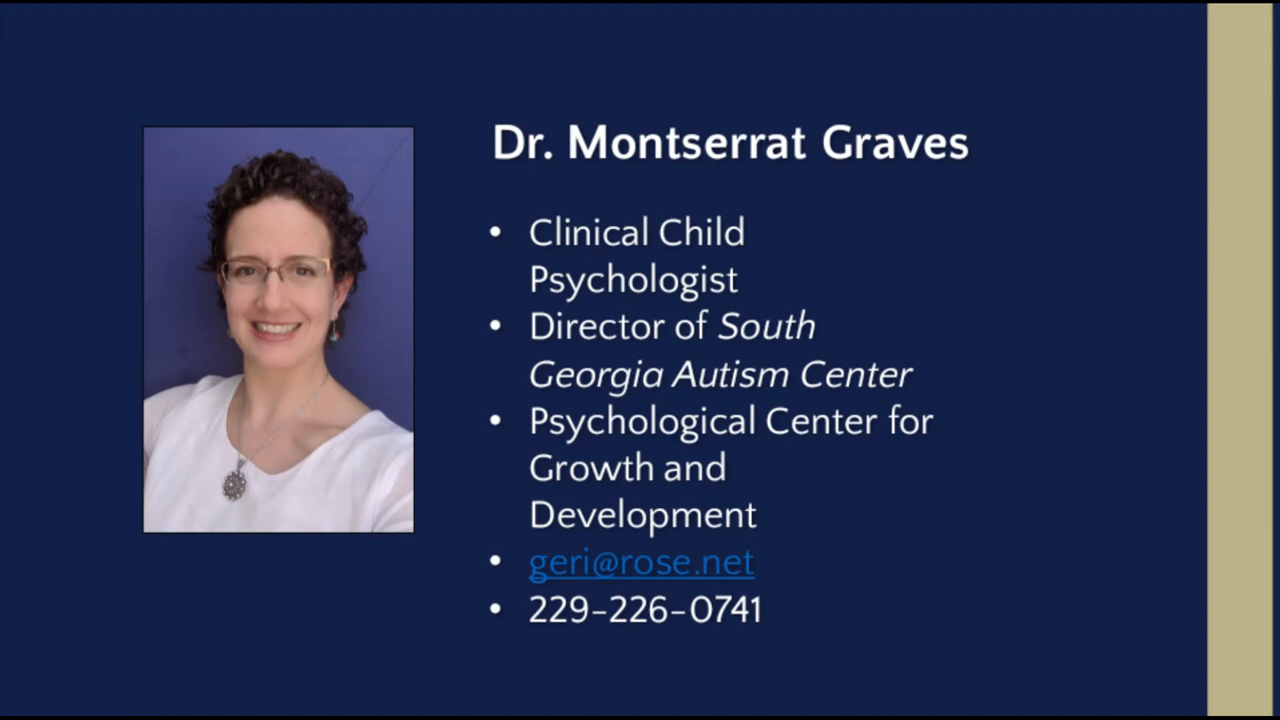 Dr. Montserrat Graves
• Clinical Child
Psychologist
• Director of South
Georgia Autism Center
• Psychological Center for
Growth and
Development
• geri@rose.net
• 229-226-0741